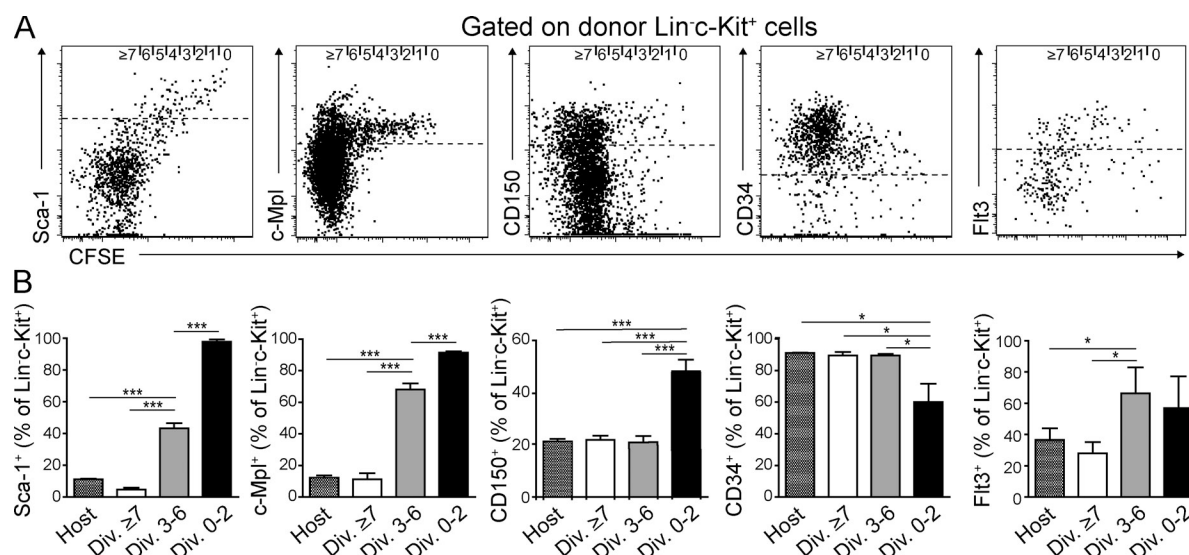 A
Gated on donor Lin⁻c-Kit⁺ cells
≥7 6 5 4 3 2 1 0
≥7 6 5 4 3 2 1 0
≥7 6 5 4 3 2 1 0
≥7 6 5 4 3 2 1 0
≥7 6 5 4 3 2 1 0
Sca-1
c-Mpl
CD150
CD34
Flt3
CFSE
B
Sca-1⁺ (% of Lin⁻c-Kit⁺)
100
80
60
40
20
0
***
***
***
Host
Div. ≥7
Div. 3-6
Div. 0-2
c-Mpl⁺ (% of Lin⁻c-Kit⁺)
100
80
60
40
20
0
***
***
***
Host
Div. ≥7
Div. 3-6
Div. 0-2
CD150⁺ (% of Lin⁻c-Kit⁺)
60
40
20
0
***
***
***
Host
Div. ≥7
Div. 3-6
Div. 0-2
CD34⁺ (% of Lin⁻c-Kit⁺)
100
80
60
40
20
0
*
*
*
Host
Div. ≥7
Div. 3-6
Div. 0-2
Flt3⁺ (% of Lin⁻c-Kit⁺)
100
80
60
40
20
0
*
*
Host
Div. ≥7
Div. 3-6
Div. 0-2